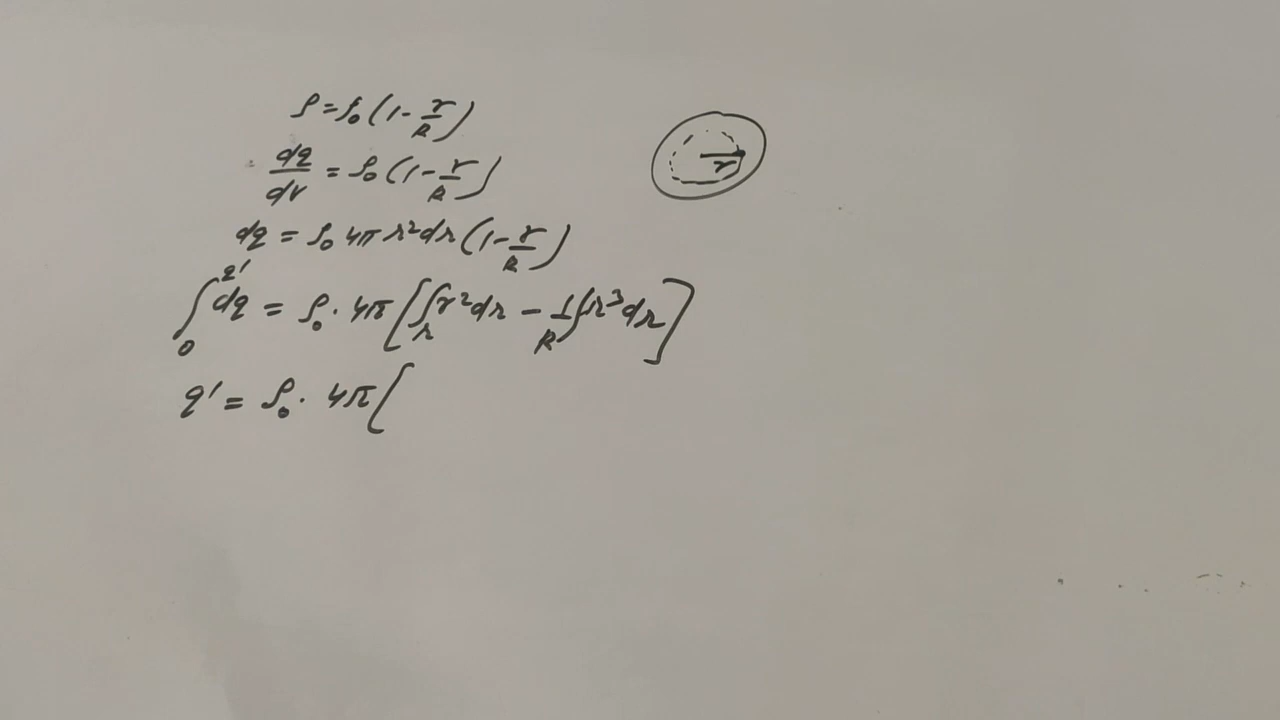 ρ = ρ₀ (1 - r/R)
dq/dV = ρ₀ (1 - r/R)
dq = ρ₀ 4π r² dr (1 - r/R)
∫₀^q' dq = ρ₀ · 4π [∫r² dr - 1/R ∫r³ dr]
q' = ρ₀ · 4π [
r